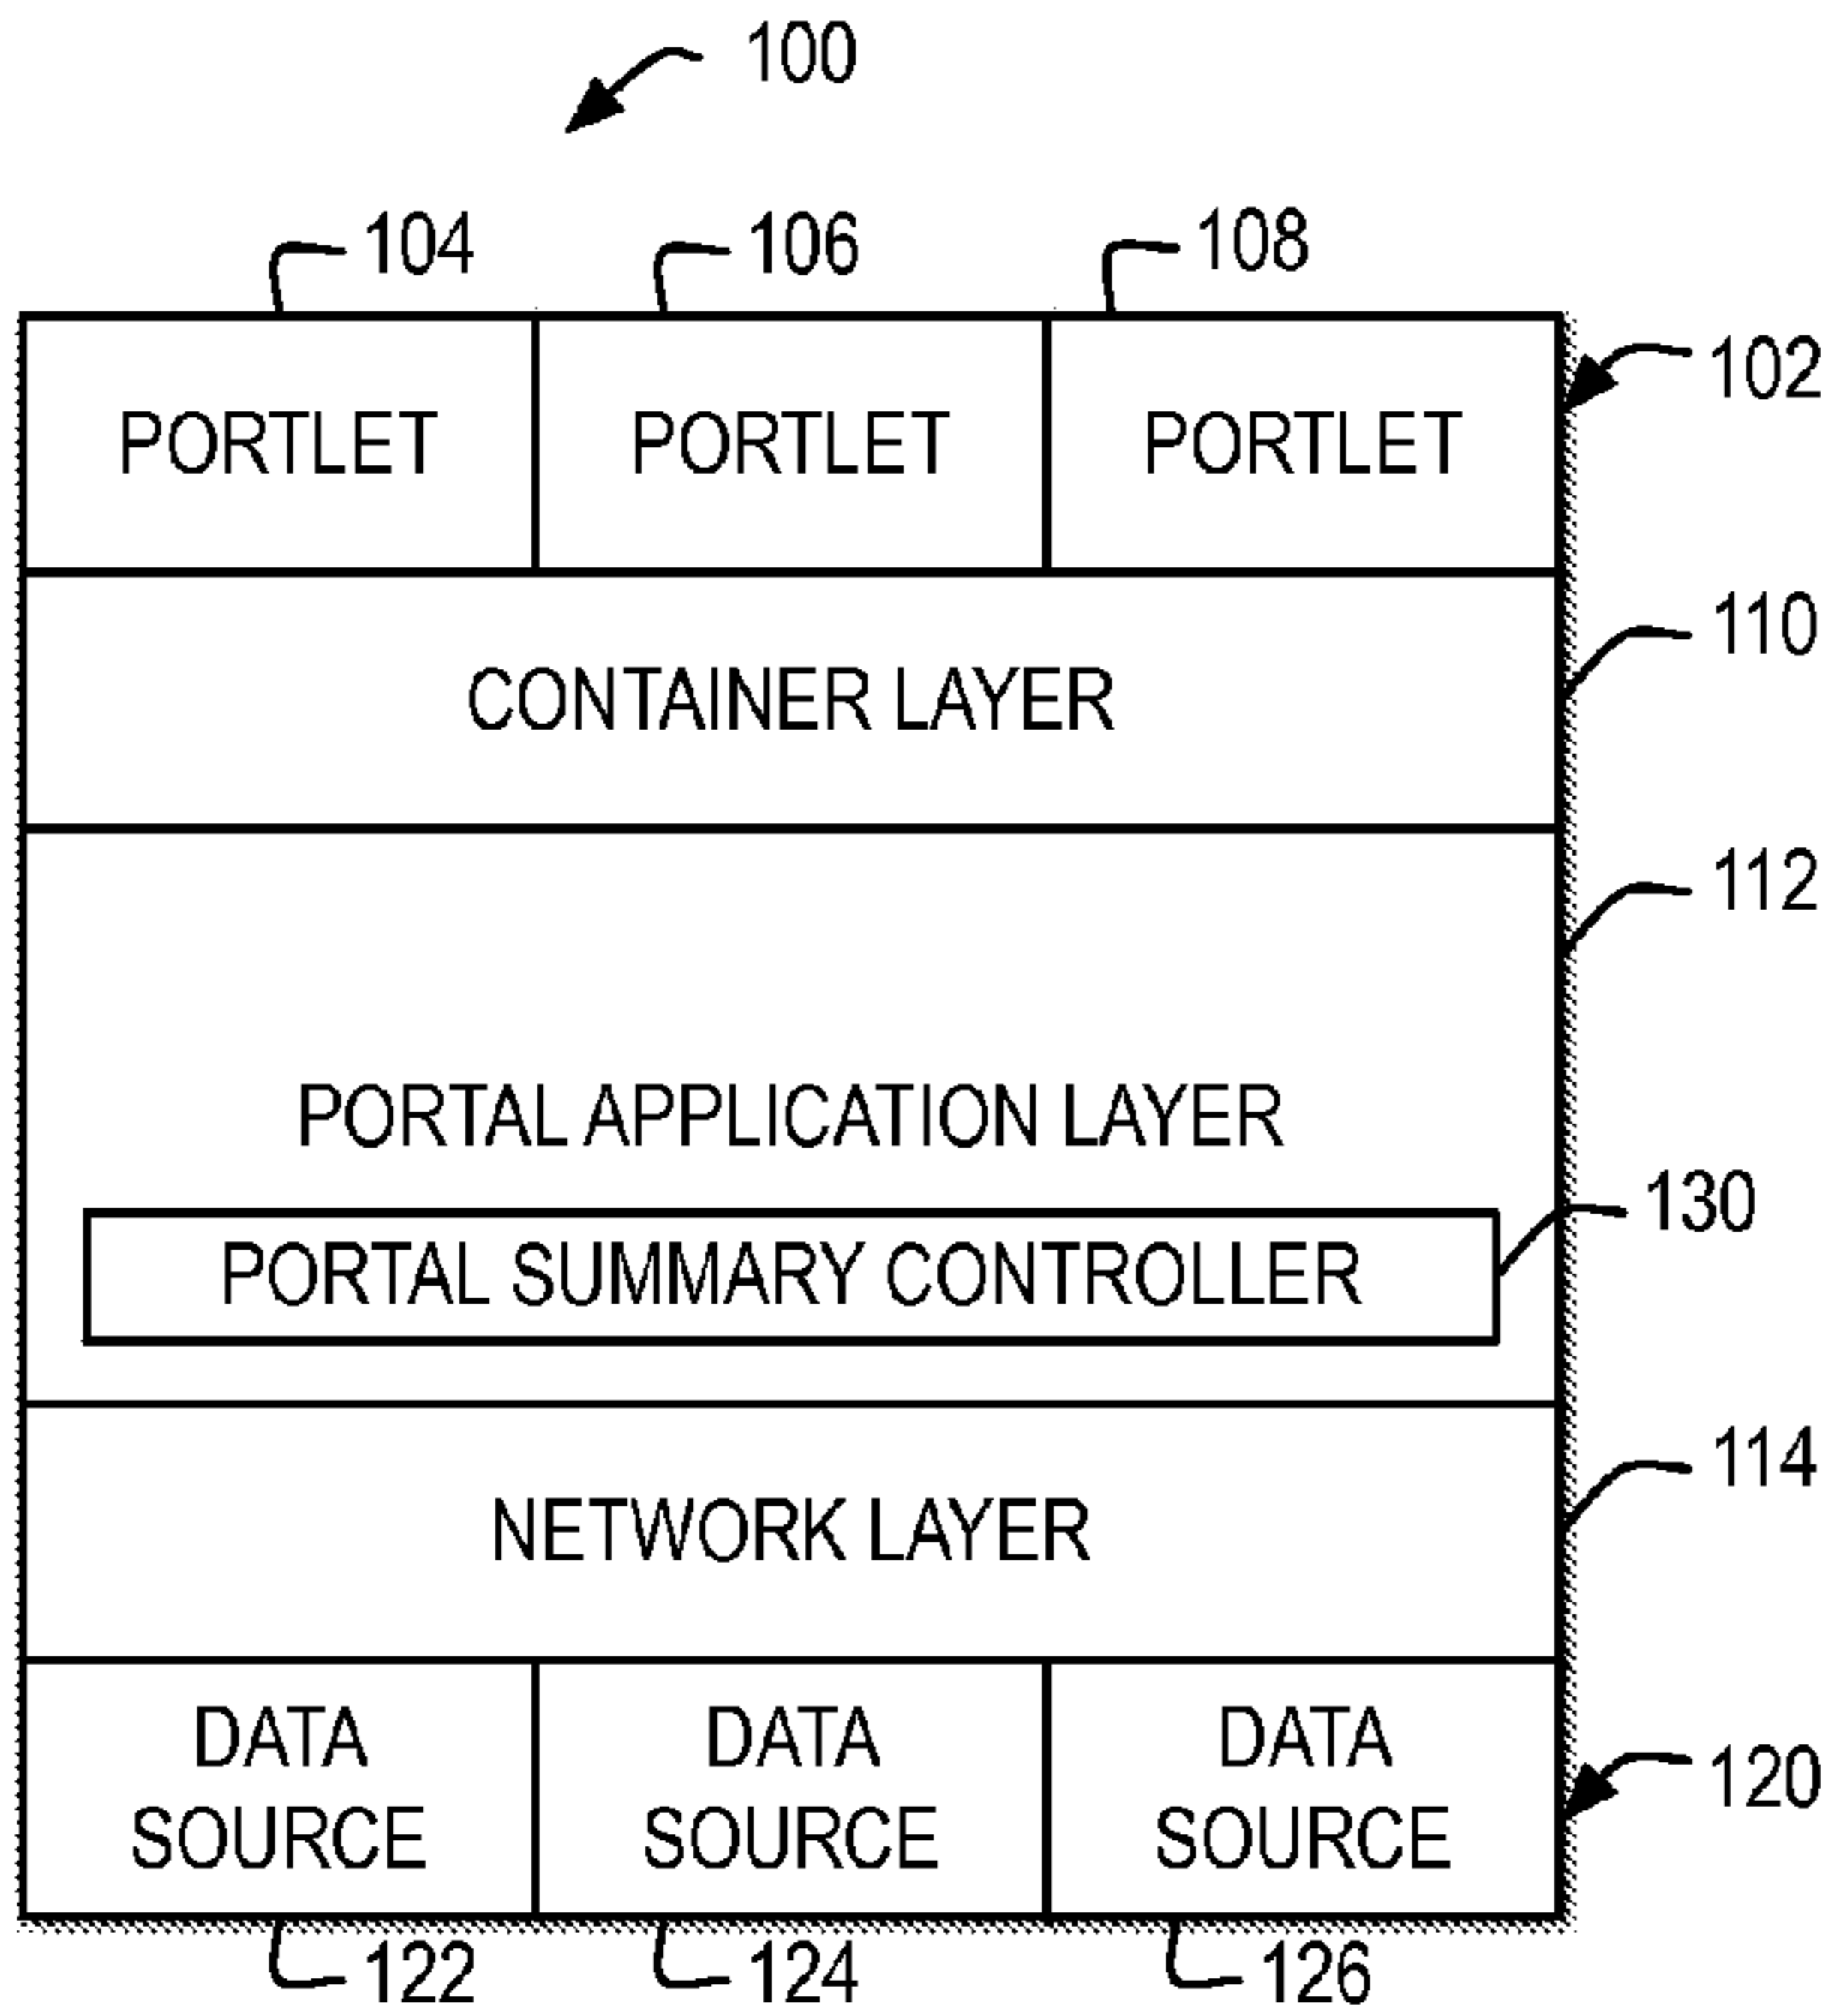 100
104 106 108
102
PORTLET PORTLET PORTLET
110
CONTAINER LAYER
112
PORTAL APPLICATION LAYER
130
PORTAL SUMMARY CONTROLLER
114
NETWORK LAYER
DATA SOURCE DATA SOURCE DATA SOURCE
120
122 124 126